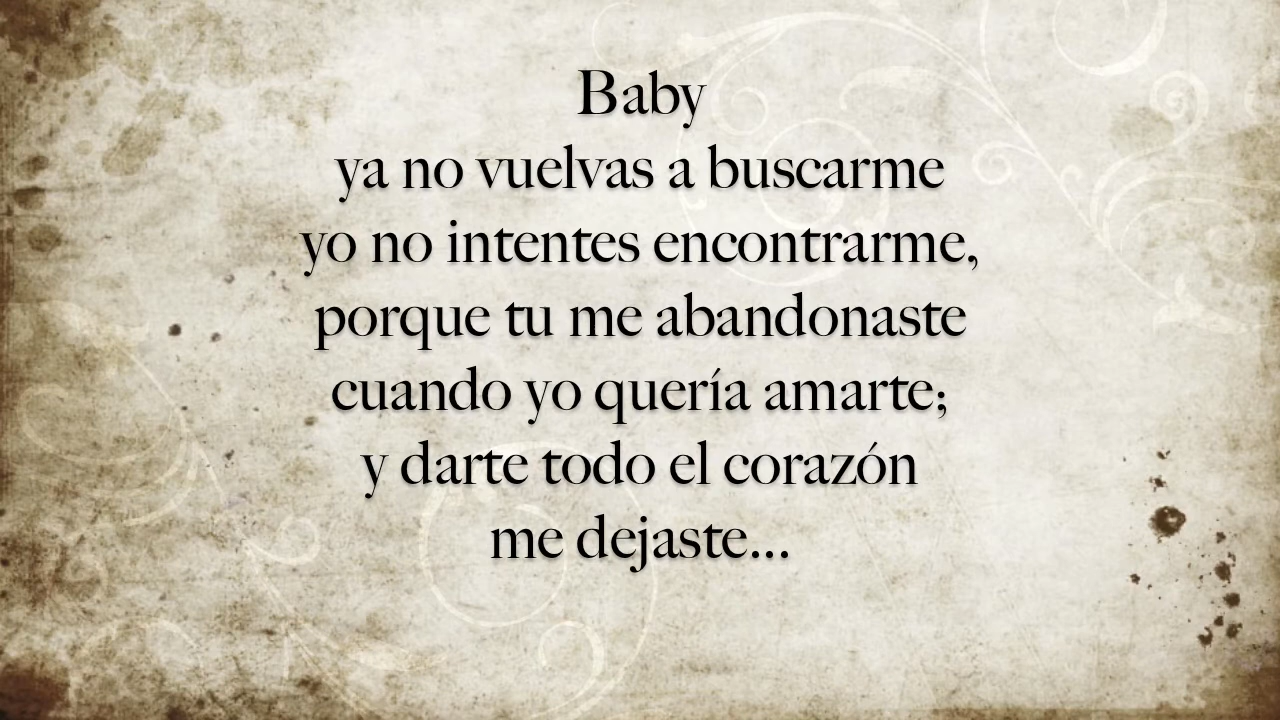 Baby
ya no vuelvas a buscarme
yo no intentes encontrarme,
porque tu me abandonaste
cuando yo quería amarte;
y darte todo el corazón
me dejaste...